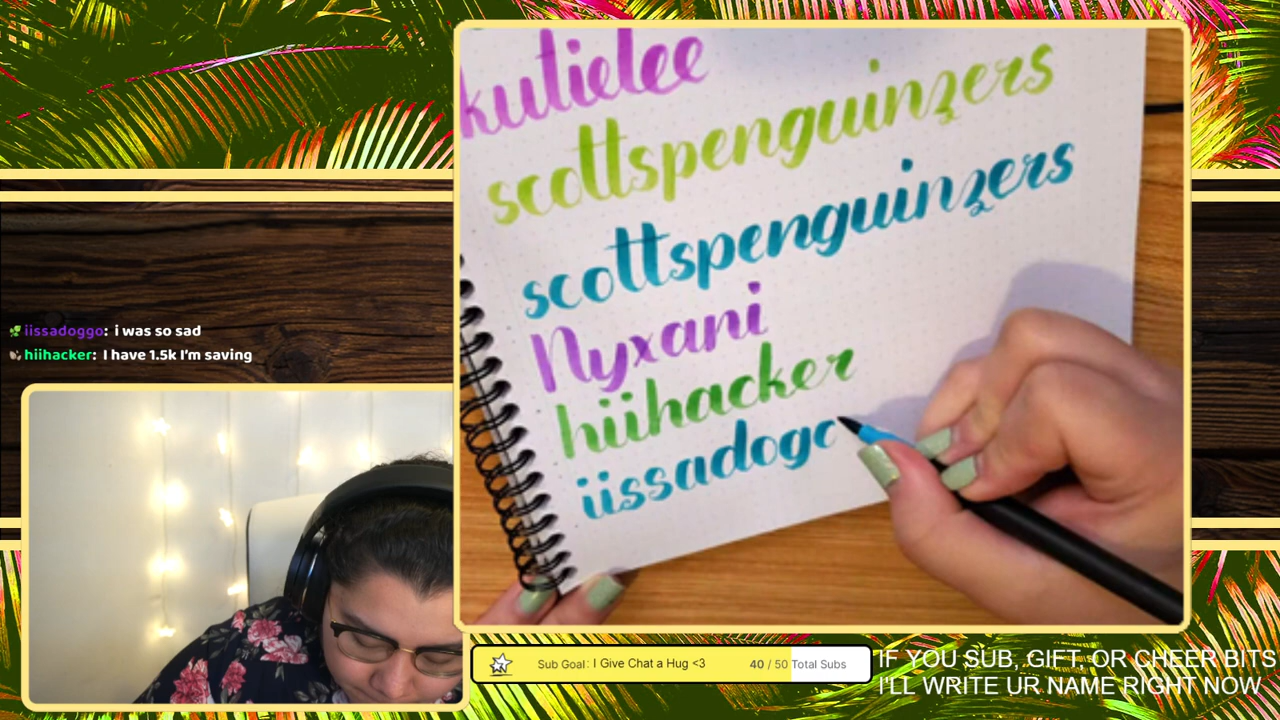 kutielee
scottspenguinzers
scottspenguinzers
Nyxani
hiihacker
iissadogo
iissadoggo: i was so sad
hiihacker: I have 1.5k I'm saving
Sub Goal: I Give Chat a Hug <3 40 / 50 Total Subs
IF YOU SUB, GIFT, OR CHEER BITS
I'LL WRITE UR NAME RIGHT NOW